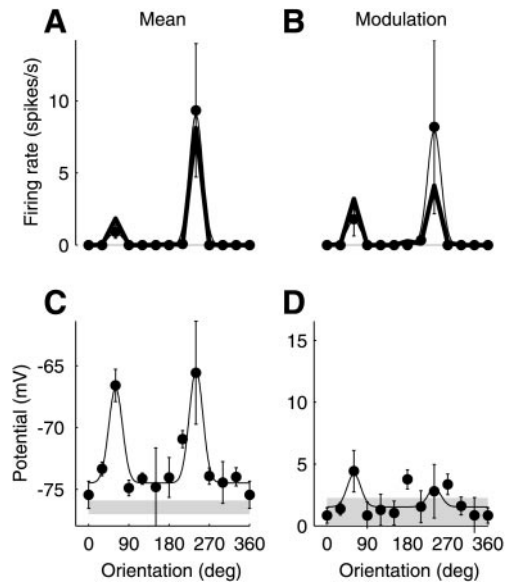 A Mean B Modulation
Firing rate (spikes/s)
10
5
0
0
C D
Potential (mV)
-65
-70
-75
15
10
5
0
0 90 180 270 360 0 90 180 270 360
Orientation (deg) Orientation (deg)